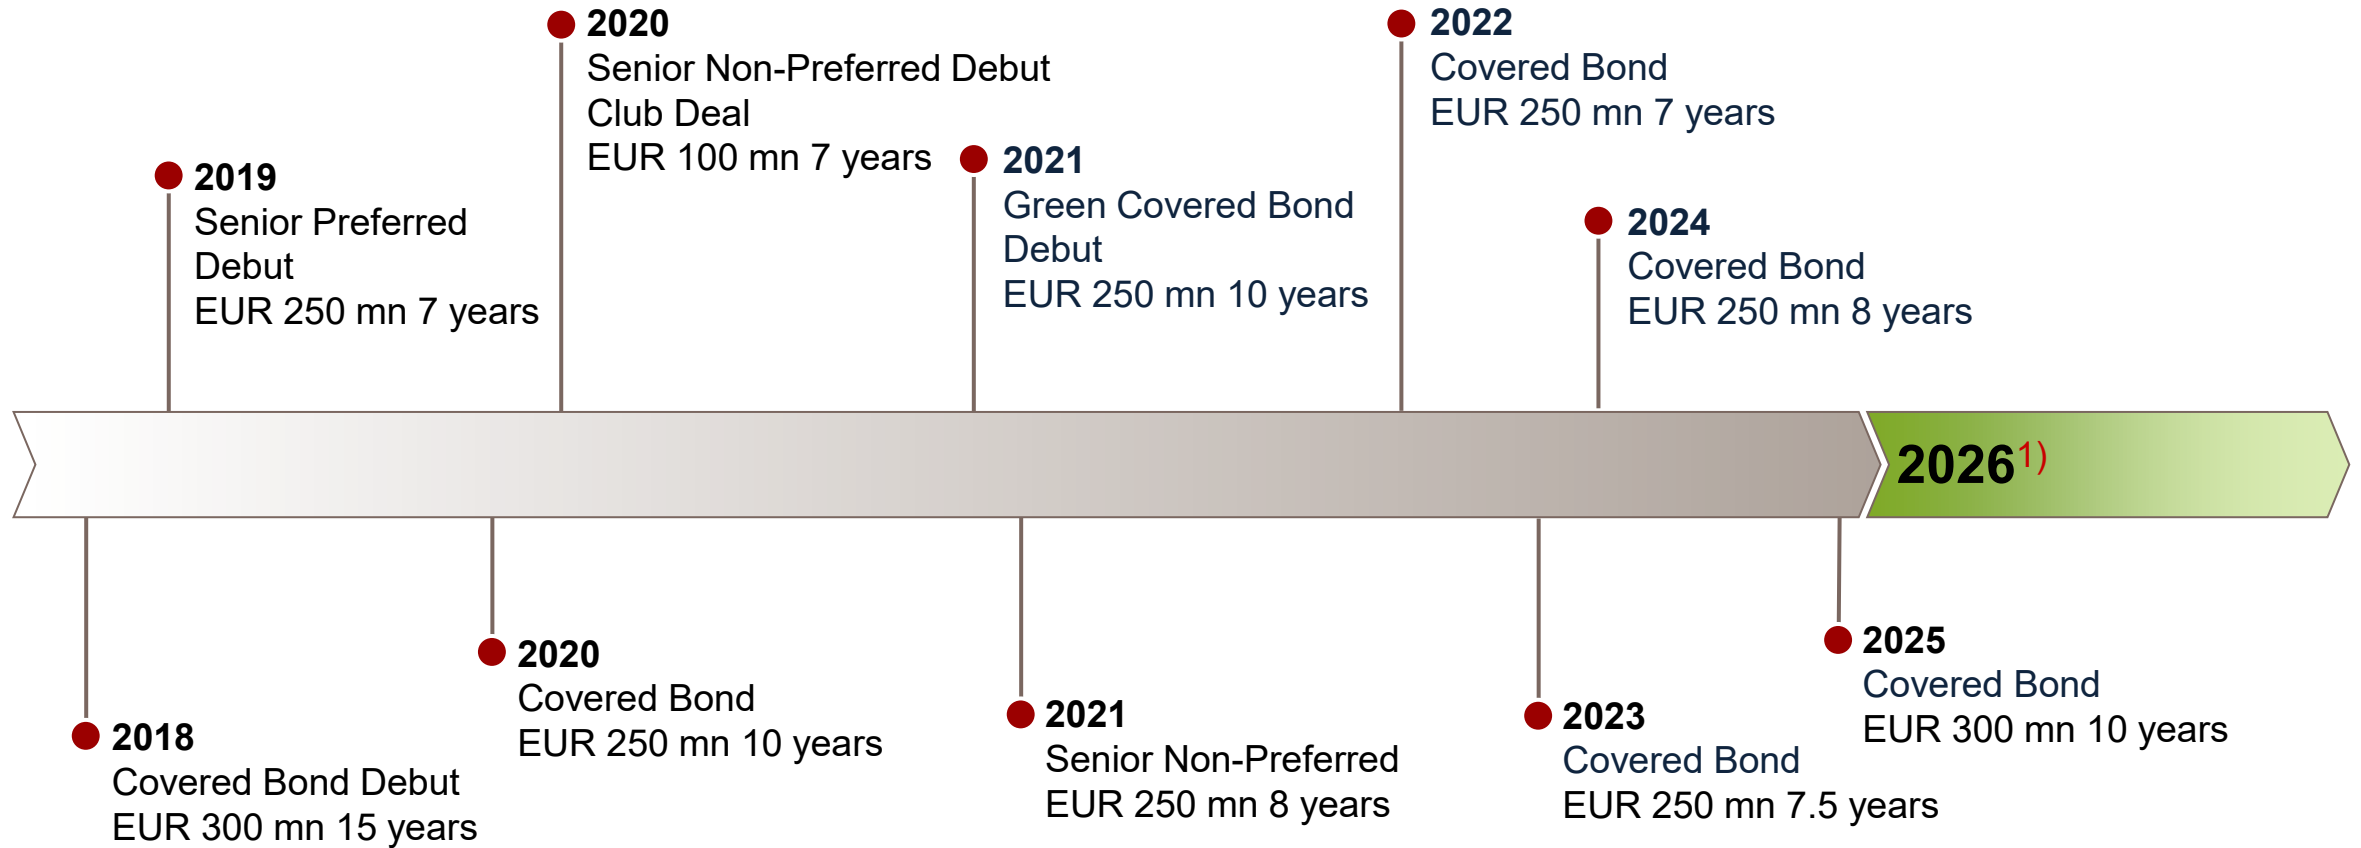 2020
Senior Non-Preferred Debut
Club Deal
EUR 100 mn 7 years
2022
Covered Bond
EUR 250 mn 7 years
2019
Senior Preferred
Debut
EUR 250 mn 7 years
2021
Green Covered Bond
Debut
EUR 250 mn 10 years
2024
Covered Bond
EUR 250 mn 8 years
2026¹⁾
2018
Covered Bond Debut
EUR 300 mn 15 years
2020
Covered Bond
EUR 250 mn 10 years
2021
Senior Non-Preferred
EUR 250 mn 8 years
2023
Covered Bond
EUR 250 mn 7.5 years
2025
Covered Bond
EUR 300 mn 10 years